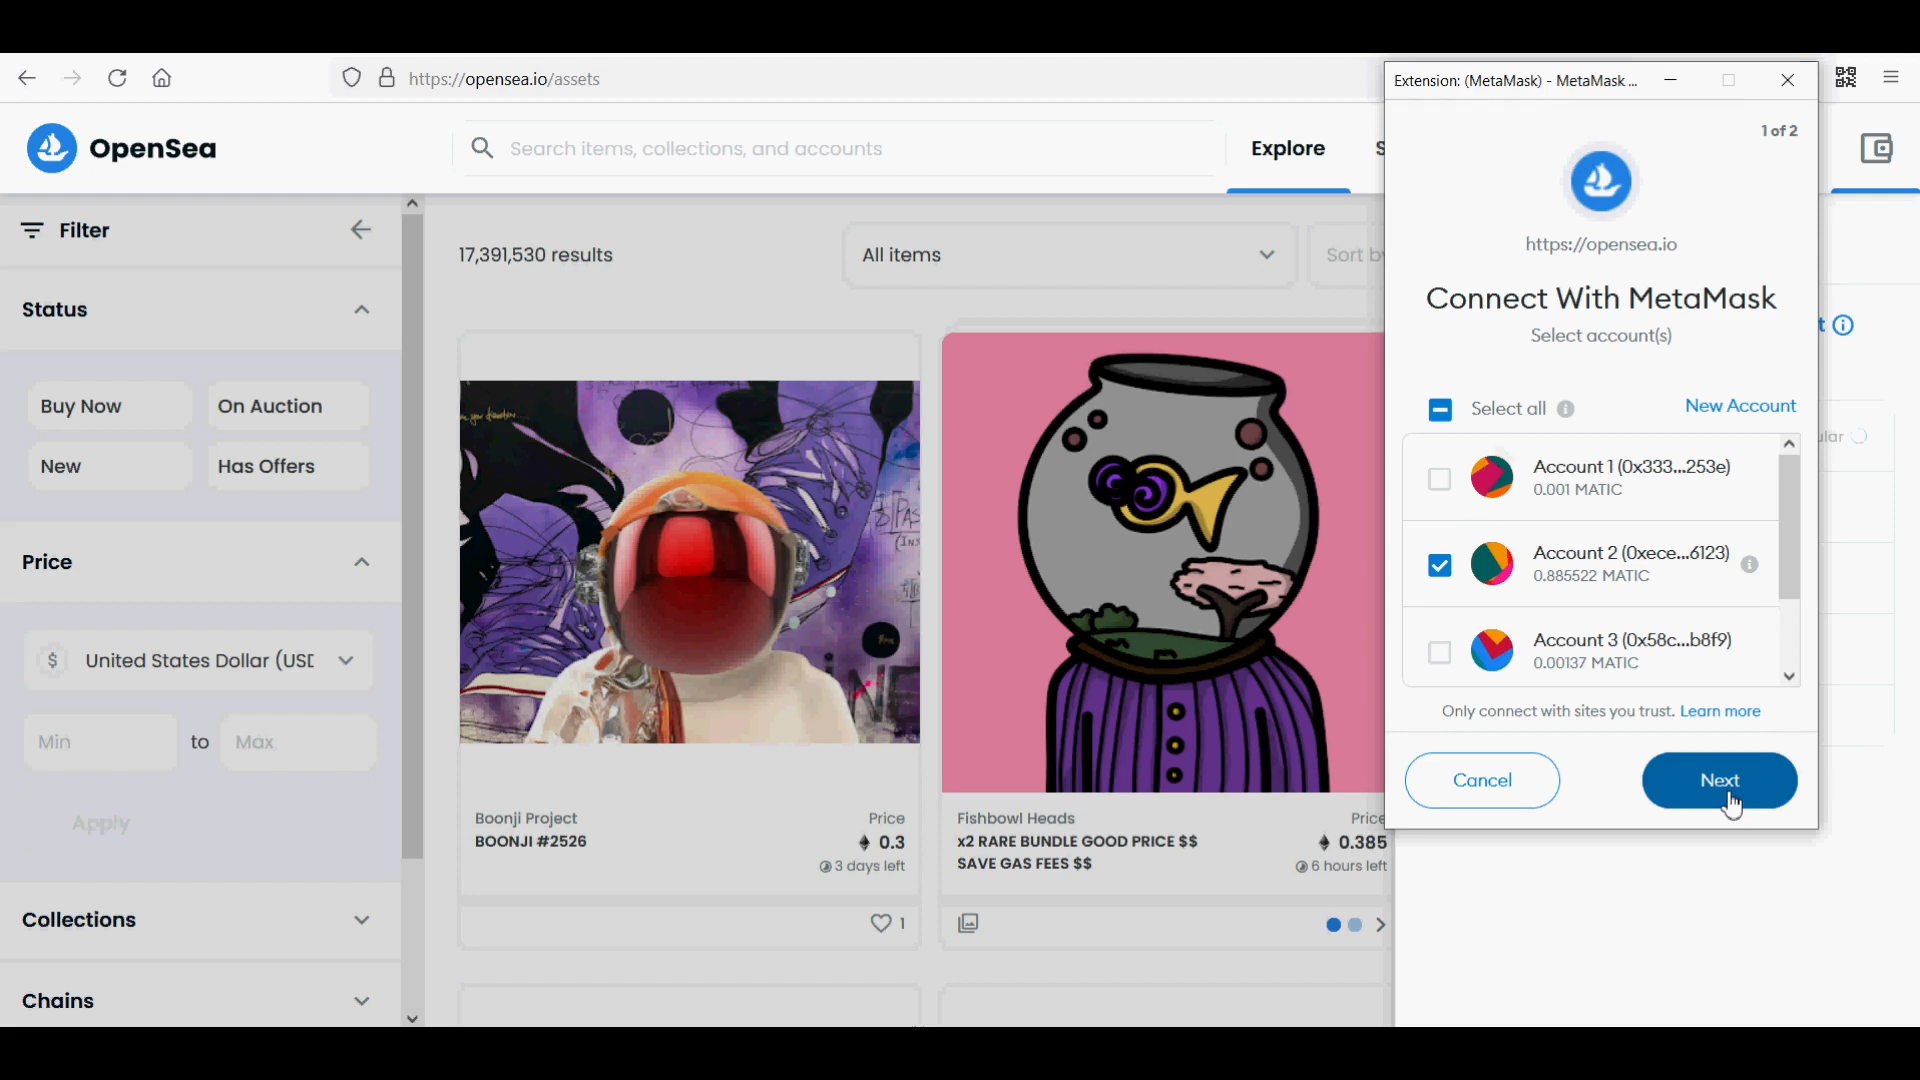 https://opensea.io/assets
Extension: (MetaMask) - MetaMask ...
OpenSea
Search items, collections, and accounts
Explore
1 of 2
https://opensea.io
Connect With MetaMask
Select account(s)
Select all
New Account
Account 1 (0x333...253e)
0.001 MATIC
Account 2 (0xece...6123)
0.885522 MATIC
Account 3 (0x58c...b8f9)
0.00137 MATIC
Only connect with sites you trust. Learn more
Cancel
Next
Filter
Status
Buy Now
On Auction
New
Has Offers
Price
$ United States Dollar (USD
Min
to
Max
Apply
Collections
Chains
17,391,530 results
All items
Sort by
Boonji Project
BOONJI #2526
Price
0.3
3 days left
1
Fishbowl Heads
x2 RARE BUNDLE GOOD PRICE $$
SAVE GAS FEES $$
Price
0.385
6 hours left